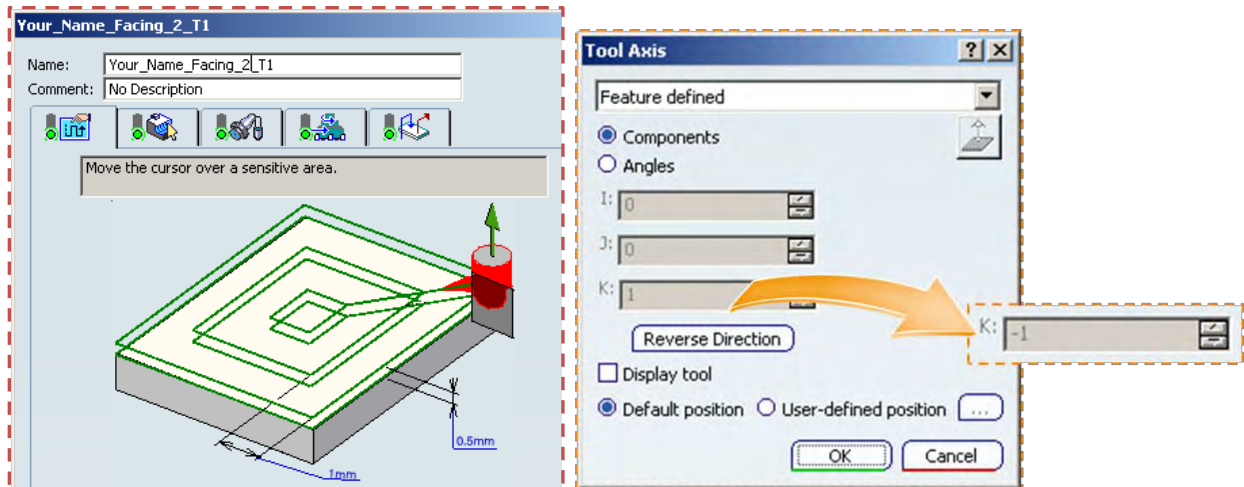 Your_Name_Facing_2_T1
Name: Your_Name_Facing_2_T1
Comment: No Description
Move the cursor over a sensitive area.
0.5mm
1mm
Tool Axis
Feature defined
Components
Angles
I: 0
J: 0
K: 1
K: -1
Reverse Direction
Display tool
Default position User-defined position ...
OK Cancel